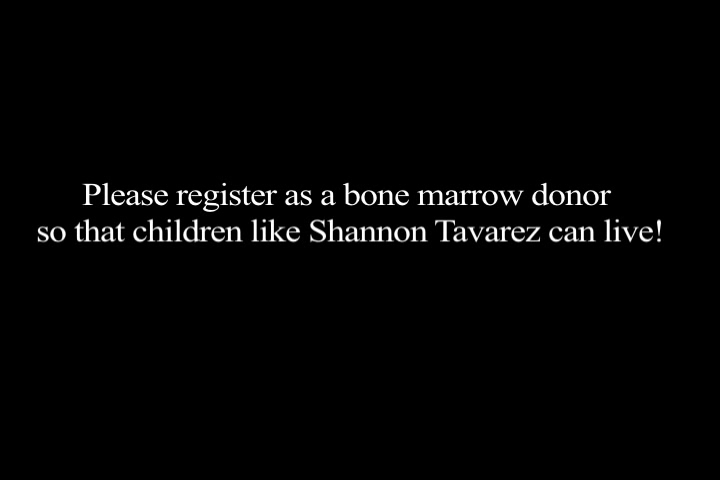 Please register as a bone marrow donor
so that children like Shannon Tavarez can live!